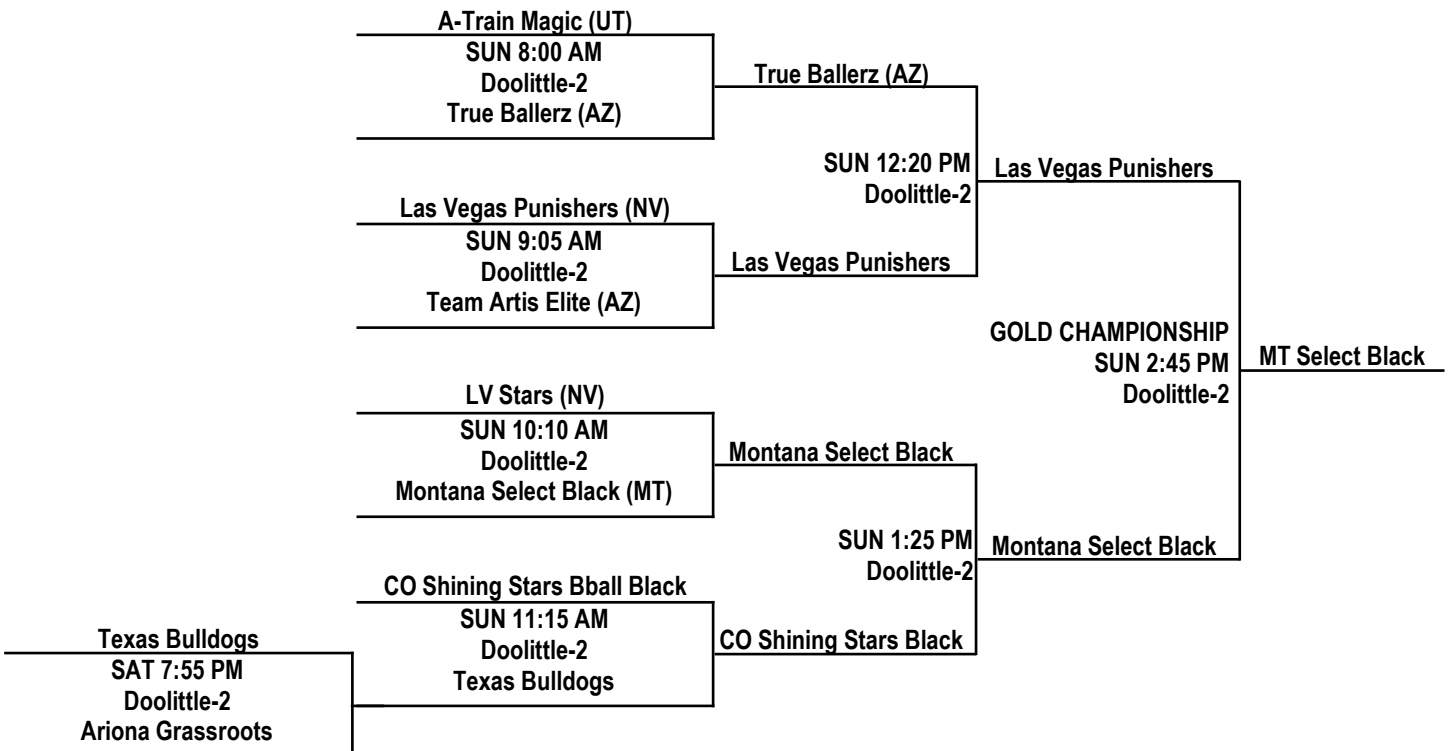 A-Train Magic (UT)
SUN 8:00 AM
Doolittle-2
True Ballerz (AZ)
True Ballerz (AZ)
SUN 12:20 PM
Doolittle-2
Las Vegas Punishers
Las Vegas Punishers (NV)
SUN 9:05 AM
Doolittle-2
Team Artis Elite (AZ)
Las Vegas Punishers
GOLD CHAMPIONSHIP
SUN 2:45 PM
Doolittle-2
MT Select Black
LV Stars (NV)
SUN 10:10 AM
Doolittle-2
Montana Select Black (MT)
Montana Select Black
SUN 1:25 PM
Doolittle-2
Montana Select Black
CO Shining Stars Bball Black
SUN 11:15 AM
Doolittle-2
Texas Bulldogs
CO Shining Stars Black
Texas Bulldogs
SAT 7:55 PM
Doolittle-2
Ariona Grassroots